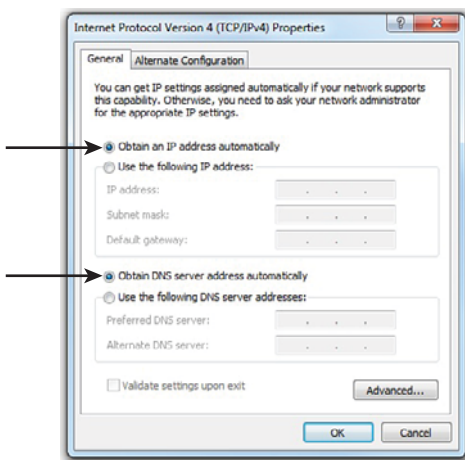 Internet Protocol Version 4 (TCP/IPv4) Properties
General
Alternate Configuration
You can get IP settings assigned automatically if your network supports
this capability. Otherwise, you need to ask your network administrator
for the appropriate IP settings.
Obtain an IP address automatically
Use the following IP address:
IP address:
Subnet mask:
Default gateway:
Obtain DNS server address automatically
Use the following DNS server addresses:
Preferred DNS server:
Alternate DNS server:
Validate settings upon exit
Advanced...
OK
Cancel